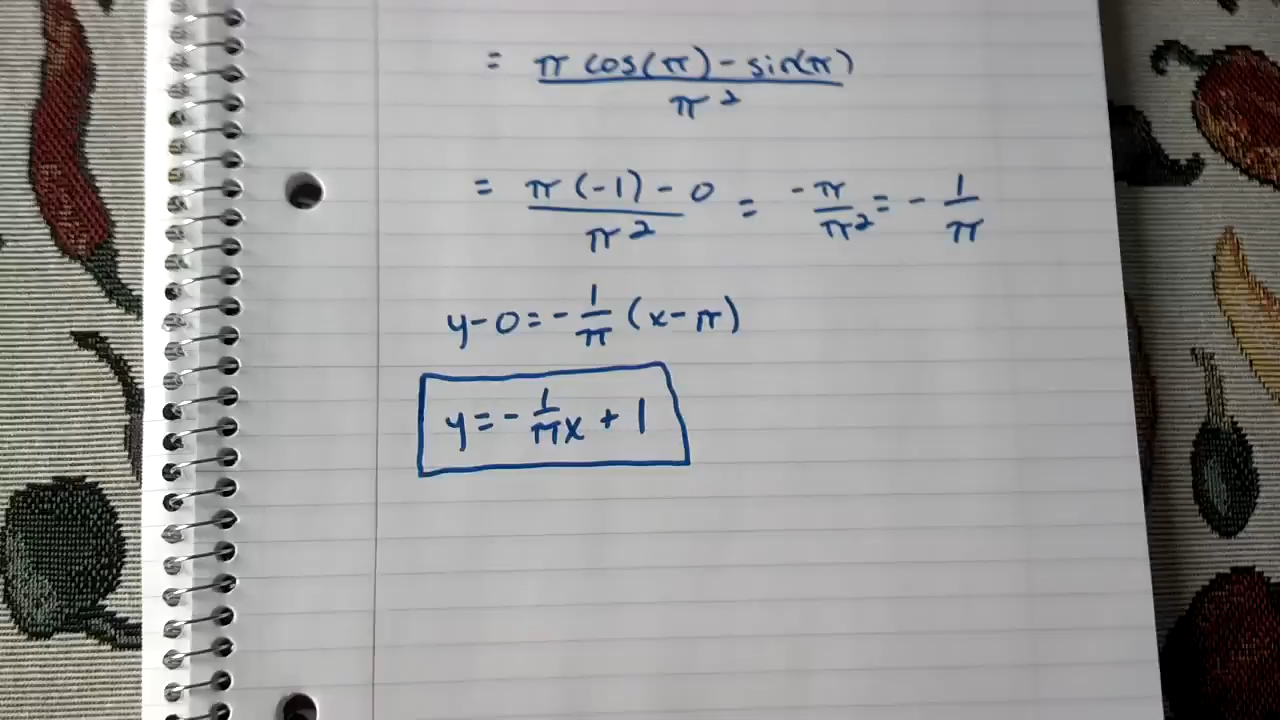 = π cos(π) - sin(π) / π²
= π(-1) - 0 / π² = -π / π² = - 1/π
y - 0 = - 1/π (x - π)
y = - 1/π x + 1